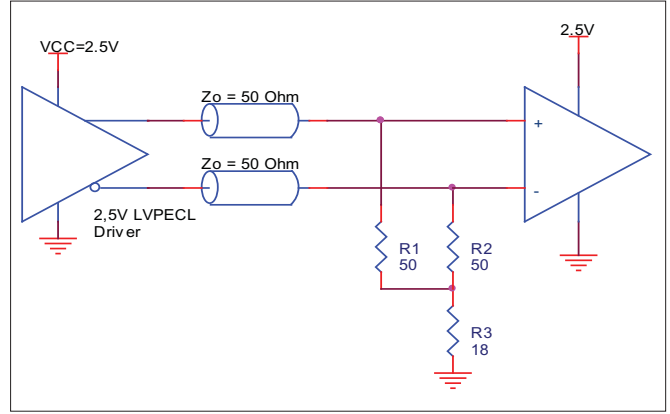 VCC=2.5V
2.5V
Zo = 50 Ohm
+
Zo = 50 Ohm
-
2,5V LVPECL
Driver
R1
50
R2
50
R3
18